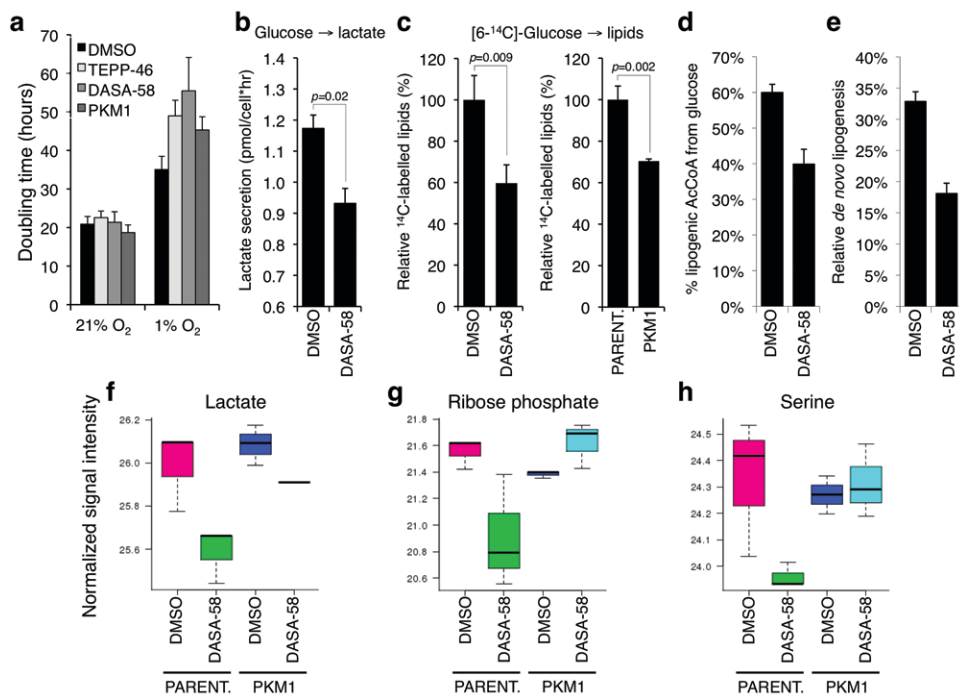 a
Doubling time (hours)
70
60
50
40
30
20
10
0
DMSO
TEPP-46
DASA-58
PKM1
21% O2
1% O2
b
Glucose → lactate
Lactate secretion (pmol/cell*hr)
1.4
1.3
1.2
1.1
1.0
0.9
0.8
0.7
0.6
p=0.02
DMSO
DASA-58
c
[6-14C]-Glucose → lipids
Relative 14C-labelled lipids (%)
120
100
80
60
40
20
0
p=0.009
DMSO
DASA-58
Relative 14C-labelled lipids (%)
120
100
80
60
40
20
0
p=0.002
PARENT.
PKM1
d
% lipogenic AcCoA from glucose
70%
60%
50%
40%
30%
20%
10%
0%
DMSO
DASA-58
e
Relative de novo lipogenesis
40%
35%
30%
25%
20%
15%
10%
5%
0%
DMSO
DASA-58
f
Lactate
Normalized signal intensity
26.2
26.0
25.8
25.6
DMSO
DASA-58
DMSO
DASA-58
PARENT.
PKM1
g
Ribose phosphate
21.8
21.6
21.4
21.2
21.0
20.8
20.6
DMSO
DASA-58
DMSO
DASA-58
PARENT.
PKM1
h
Serine
24.5
24.4
24.3
24.2
24.1
24.0
DMSO
DASA-58
DMSO
DASA-58
PARENT.
PKM1